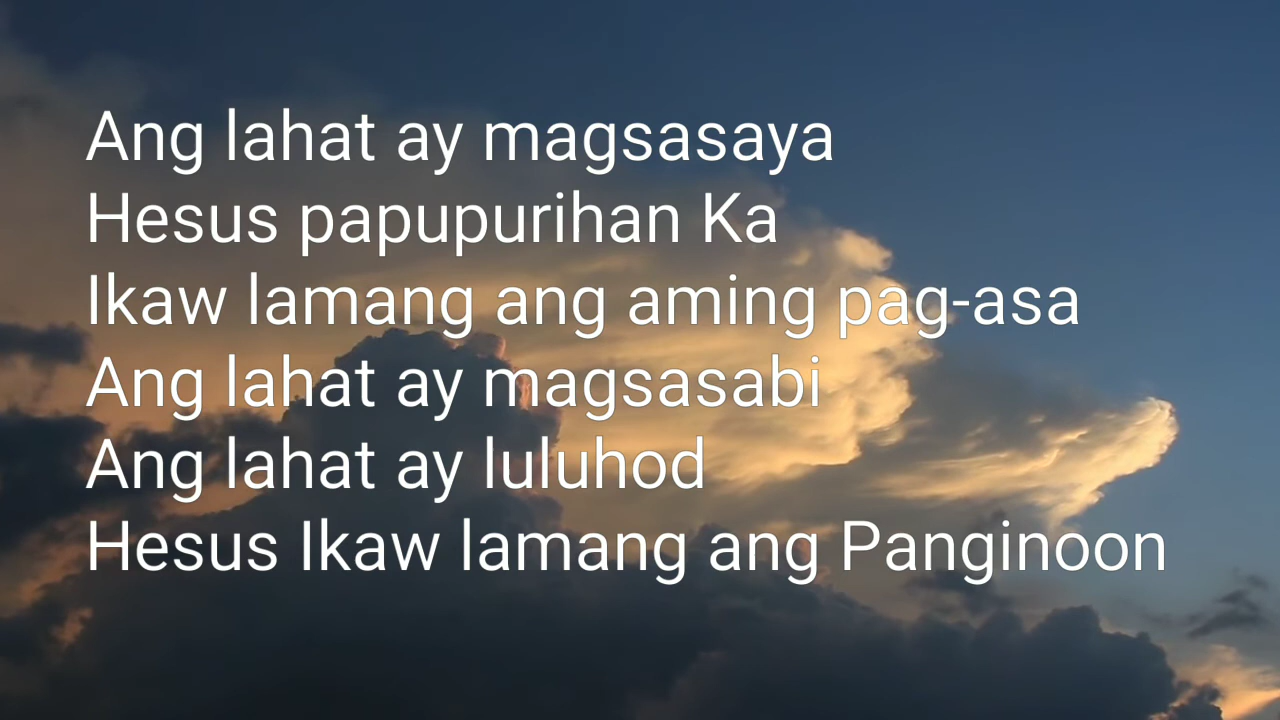 Ang lahat ay magsasaya
Hesus papupurihan Ka
Ikaw lamang ang aming pag-asa
Ang lahat ay magsasabi
Ang lahat ay luluhod
Hesus Ikaw lamang ang Panginoon